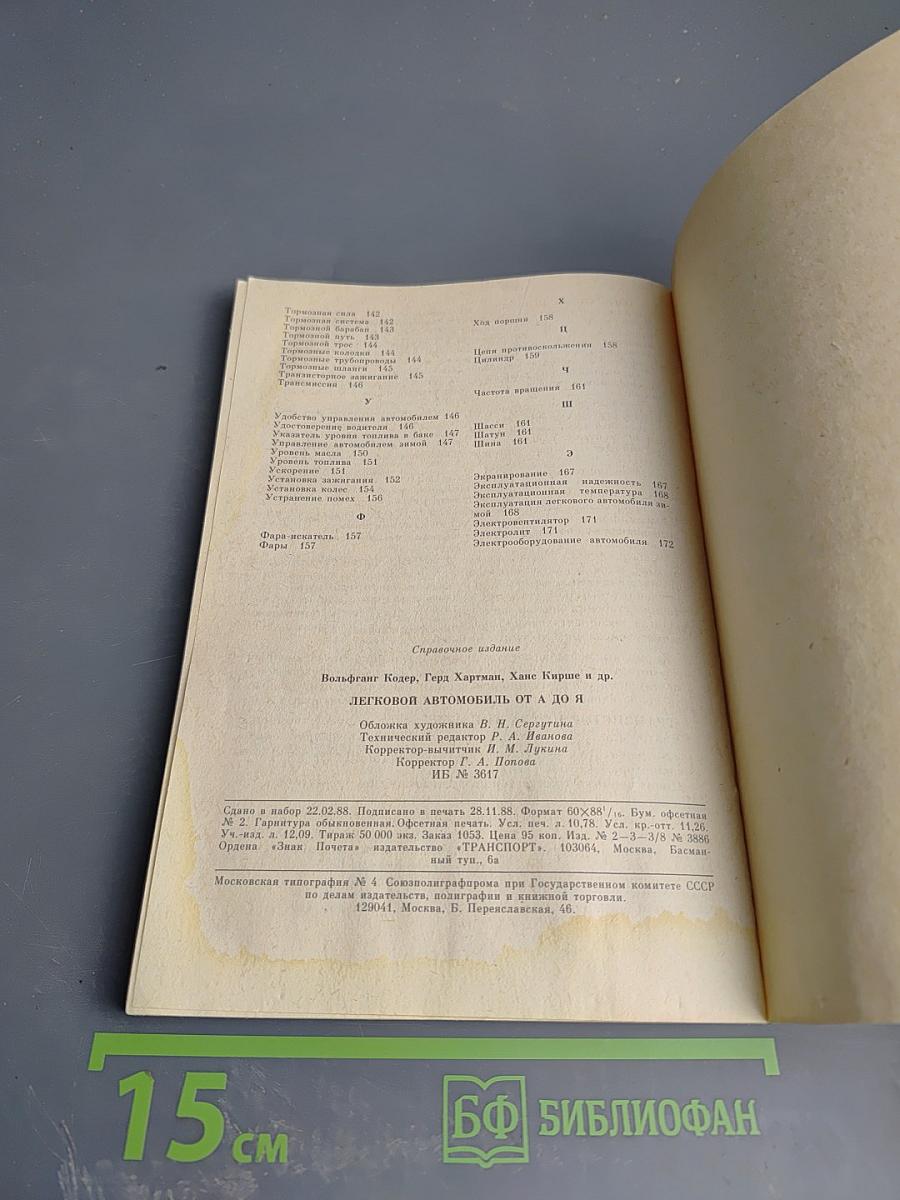 Тормозная сила 142
Тормозная система 142
Тормозной барабан 143
Тормозной путь 143
Тормозной трос 144
Тормозные колодки 144
Тормозные трубопроводы 144
Тормозные шланги 145
Транзисторное зажигание 145
Трансмиссия 146
У
Удобство управления автомобилем 146
Удостоверение водителя 146
Указатель уровня топлива в баке 147
Управление автомобилем зимой 147
Уровень масла 150
Уровень топлива 151
Ускорение 151
Установка зажигания 152
Установка колес 154
Устранение помех 156
Ф
Фара-искатель 157
Фары 157
Х
Ход поршня 158
Ц
Цепи противоскольжения 158
Цилиндр 159
Ч
Частота вращения 161
Ш
Шасси 161
Шатун 161
Шина 161
Э
Экранирование 167
Эксплуатационная надежность 167
Эксплуатационная температура 168
Эксплуатация легкового автомобиля зи-
мой 168
Электровентилятор 171
Электролит 171
Электрооборудование автомобиля 172
Справочное издание
Вольфганг Кодер, Герд Хартман, Ханс Кирше и др.
ЛЕГКОВОЙ АВТОМОБИЛЬ ОТ А ДО Я
Обложка художника В. Н. Сергутина
Технический редактор Р. А. Иванова
Корректор-вычитчик И. М. Лукина
Корректор Г. А. Попова
ИБ № 3617
Сдано в набор 22.02.88. Подписано в печать 28.11.88. Формат 60×88¹/₁₆. Бум. офсетная
№ 2. Гарнитура обыкновенная. Офсетная печать. Усл. печ. л. 10,78. Усл. кр.-отт. 11,26.
Уч.-изд. л. 12,09. Тираж 50 000 экз. Заказ 1053. Цена 95 коп. Изд. № 2—3—3/8 № 3886
Ордена «Знак Почета» издательство «ТРАНСПОРТ». 103064, Москва, Басман-
ный туп., 6а
Московская типография № 4 Союзполиграфпрома при Государственном комитете СССР
по делам издательств, полиграфии и книжной торговли.
129041, Москва, Б. Переяславская, 46.
15 см
БФ БИБЛИОФАН